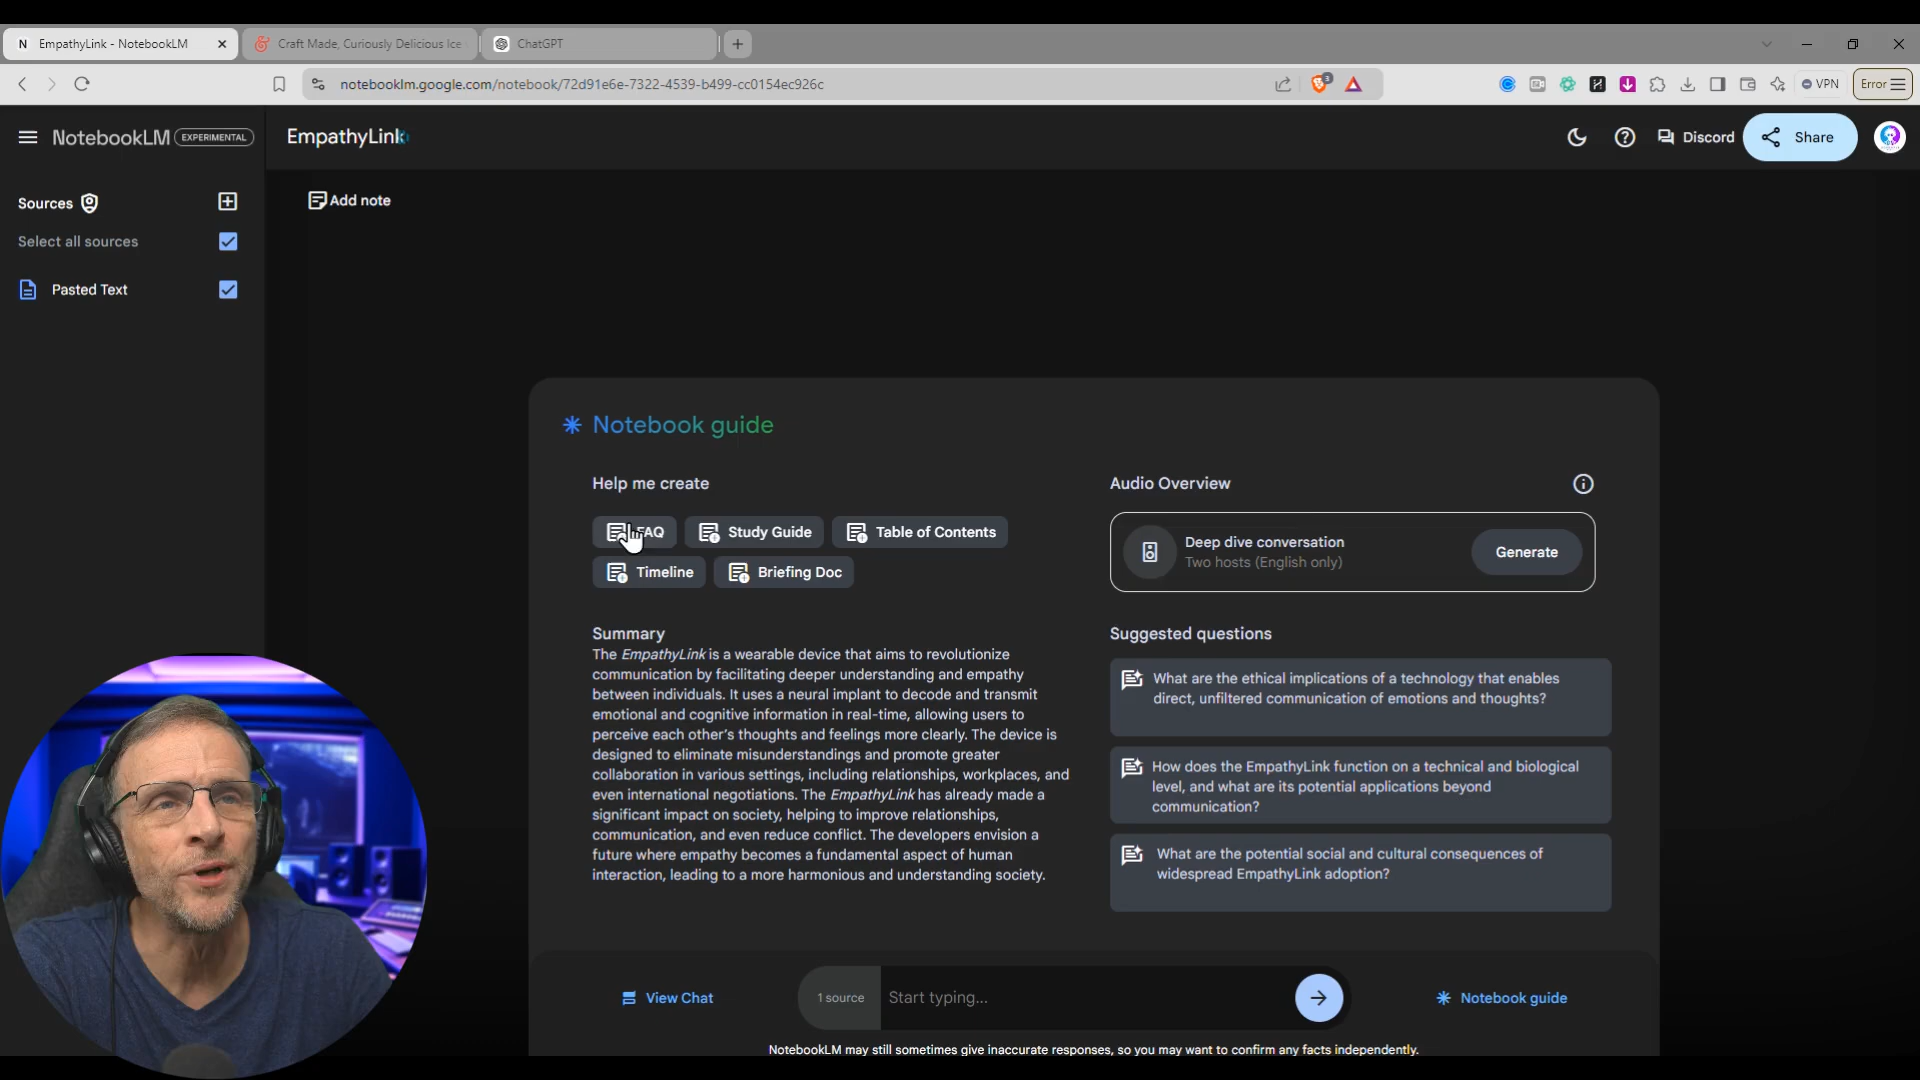 EmpathyLink - NotebookLM
Craft Made, Curiously Delicious Ice
ChatGPT
notebooklm.google.com/notebook/72d91e6e-7322-4539-b499-cc0154ec926c
3
VPN
Error
NotebookLM EXPERIMENTAL
EmpathyLink
Discord
Share
Sources
Select all sources
Pasted Text
Add note
Notebook guide
Help me create
FAQ
Study Guide
Table of Contents
Timeline
Briefing Doc
Audio Overview
Deep dive conversation
Two hosts (English only)
Generate
Summary
The EmpathyLink is a wearable device that aims to revolutionize
communication by facilitating deeper understanding and empathy
between individuals. It uses a neural implant to decode and transmit
emotional and cognitive information in real-time, allowing users to
perceive each other's thoughts and feelings more clearly. The device is
designed to eliminate misunderstandings and promote greater
collaboration in various settings, including relationships, workplaces, and
even international negotiations. The EmpathyLink has already made a
significant impact on society, helping to improve relationships,
communication, and even reduce conflict. The developers envision a
future where empathy becomes a fundamental aspect of human
interaction, leading to a more harmonious and understanding society.
Suggested questions
What are the ethical implications of a technology that enables
direct, unfiltered communication of emotions and thoughts?
How does the EmpathyLink function on a technical and biological
level, and what are its potential applications beyond
communication?
What are the potential social and cultural consequences of
widespread EmpathyLink adoption?
View Chat
1 source
Start typing...
Notebook guide
NotebookLM may still sometimes give inaccurate responses, so you may want to confirm any facts independently.